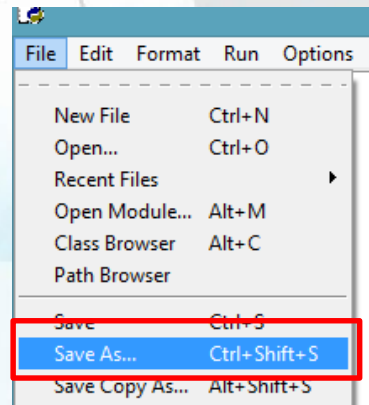 File Edit Format Run Options
New File Ctrl+N
Open... Ctrl+O
Recent Files
Open Module... Alt+M
Class Browser Alt+C
Path Browser
Save Ctrl+S
Save As... Ctrl+Shift+S
Save Copy As... Alt+Shift+S